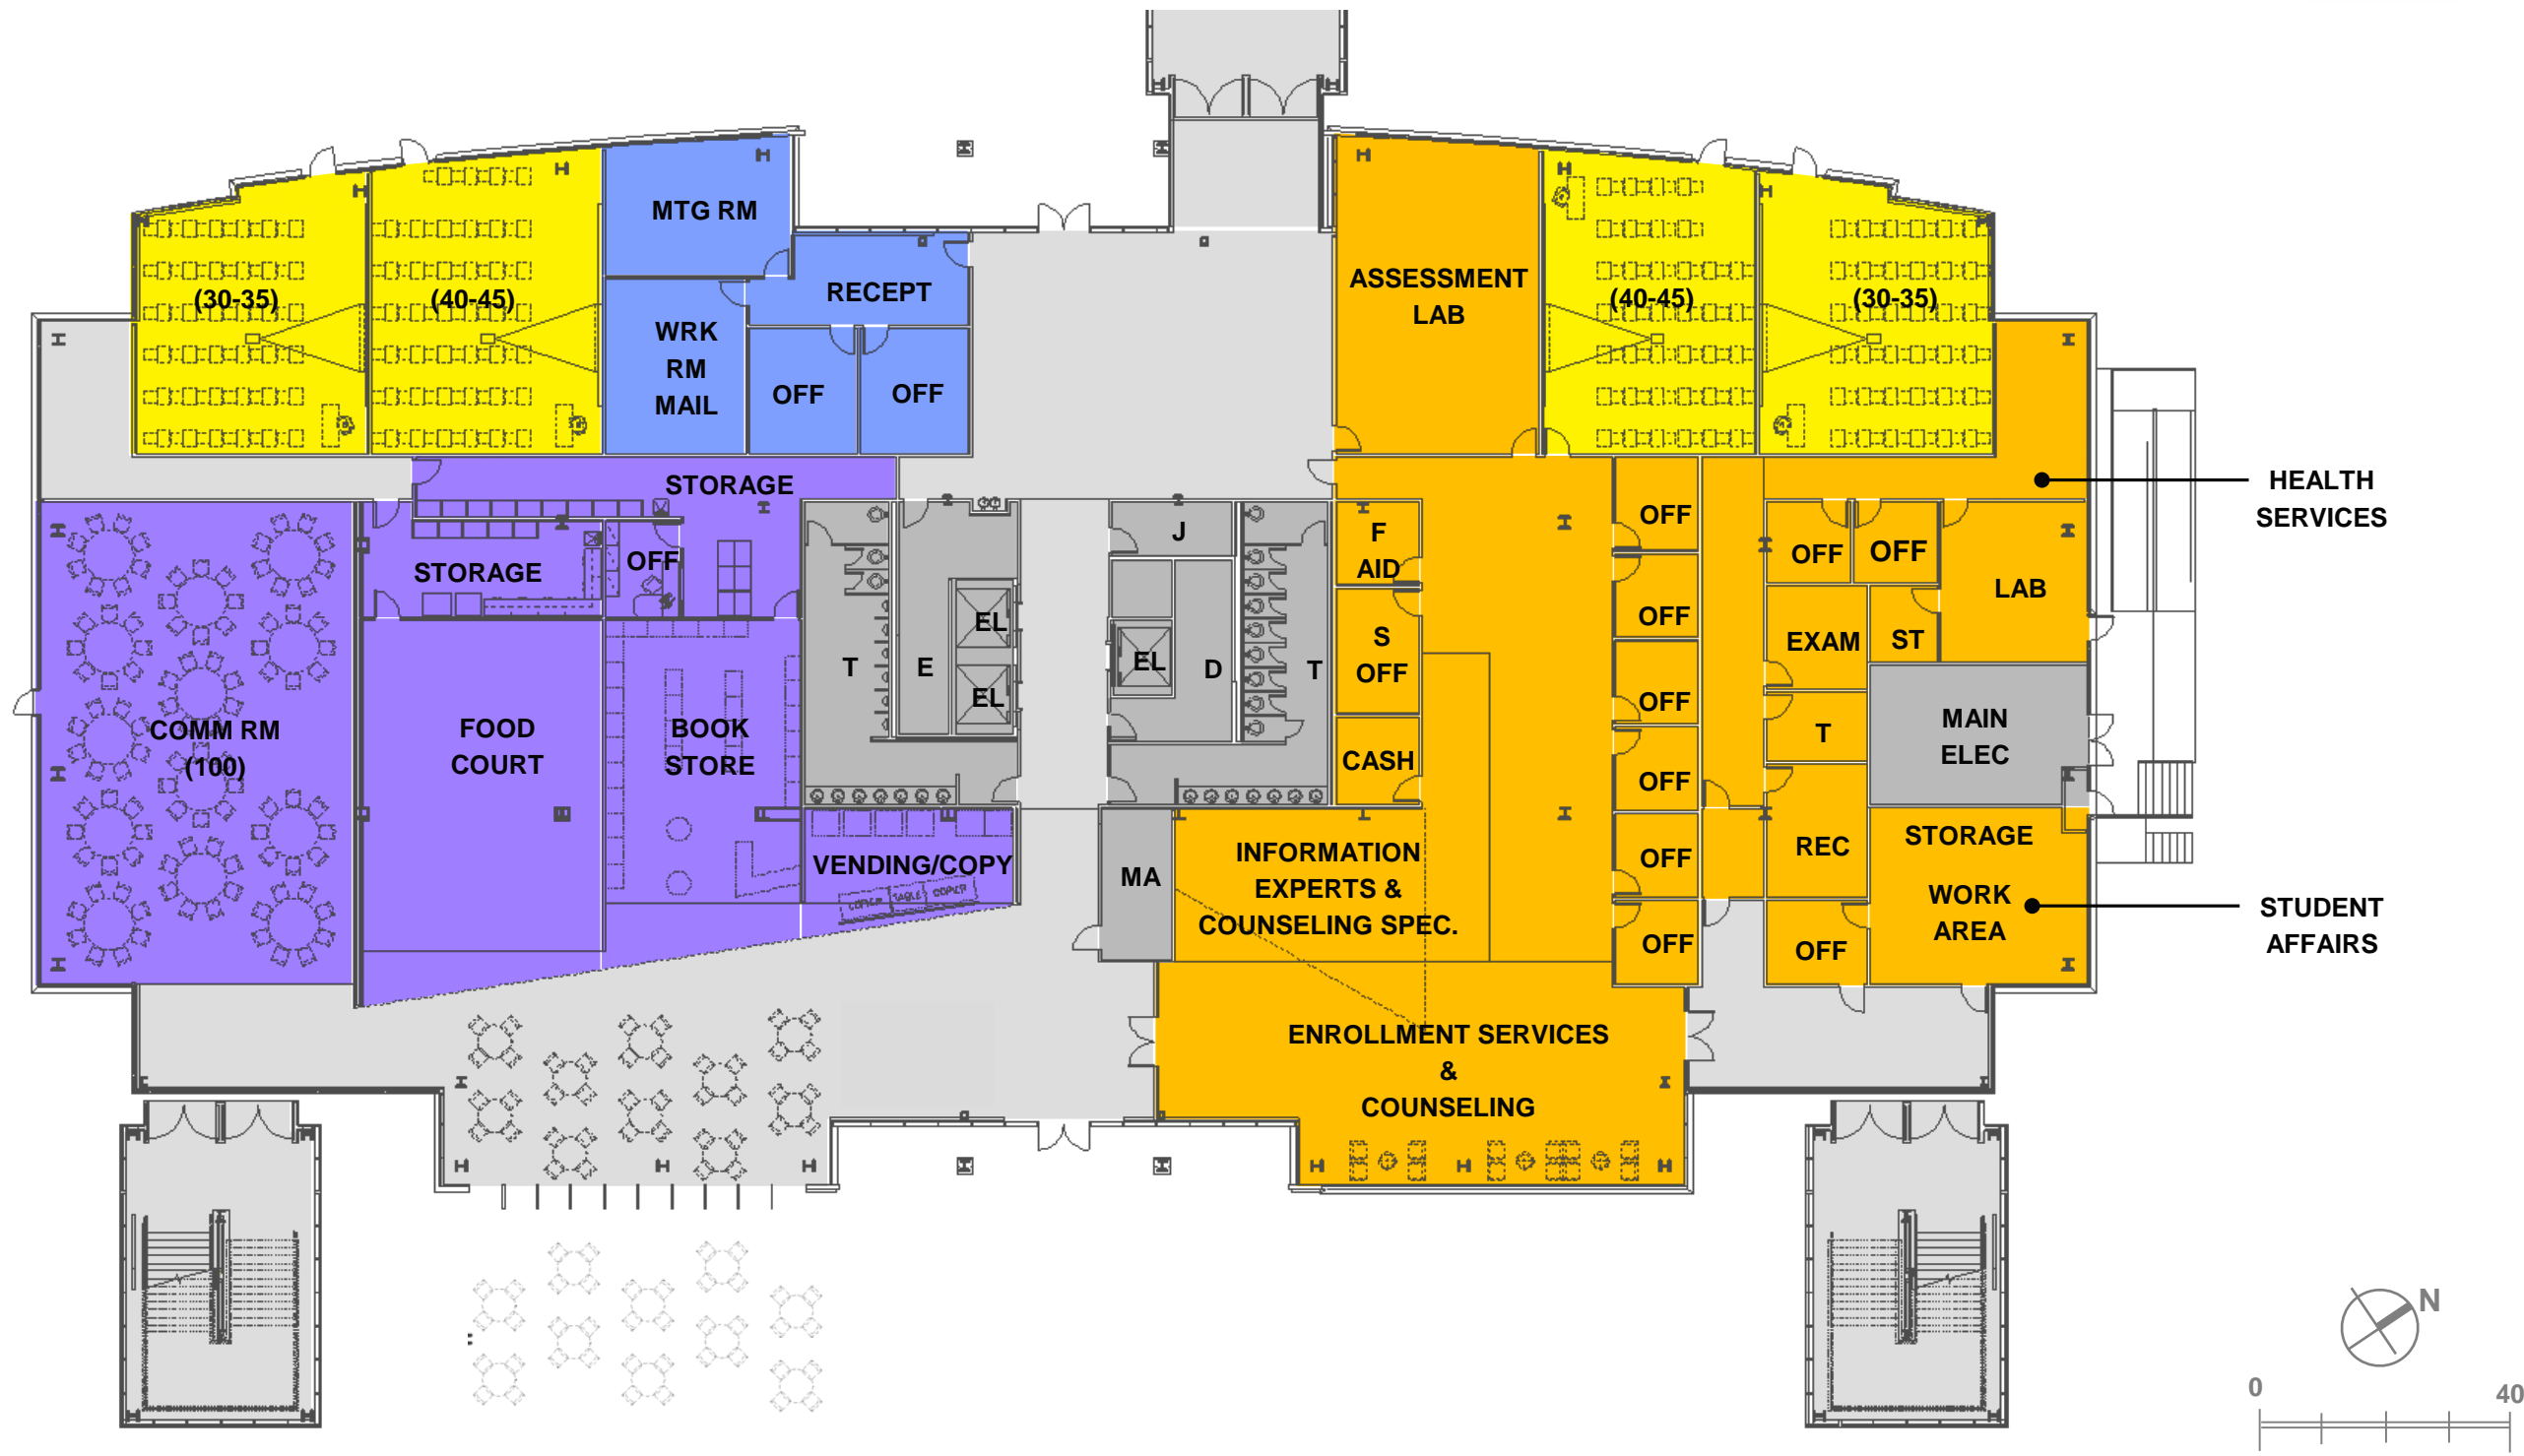 MTG RM
RECEPT
(30-35)
(40-45)
WRK
RM
MAIL
OFF
OFF
ASSESSMENT
LAB
(40-45)
(30-35)
HEALTH
SERVICES
STORAGE
STORAGE
OFF
COMM RM
(100)
FOOD
COURT
BOOK
STORE
T
E
EL
EL
J
EL
D
T
F
AID
S
OFF
CASH
OFF
OFF
OFF
OFF
OFF
OFF
OFF
OFF
LAB
EXAM
ST
T
MAIN
ELEC
REC
STORAGE
WORK
AREA
OFF
STUDENT
AFFAIRS
VENDING/COPY
COPIER
TABLE
COPIER
MA
INFORMATION
EXPERTS &
COUNSELING SPEC.
ENROLLMENT SERVICES
&
COUNSELING
N
0
40